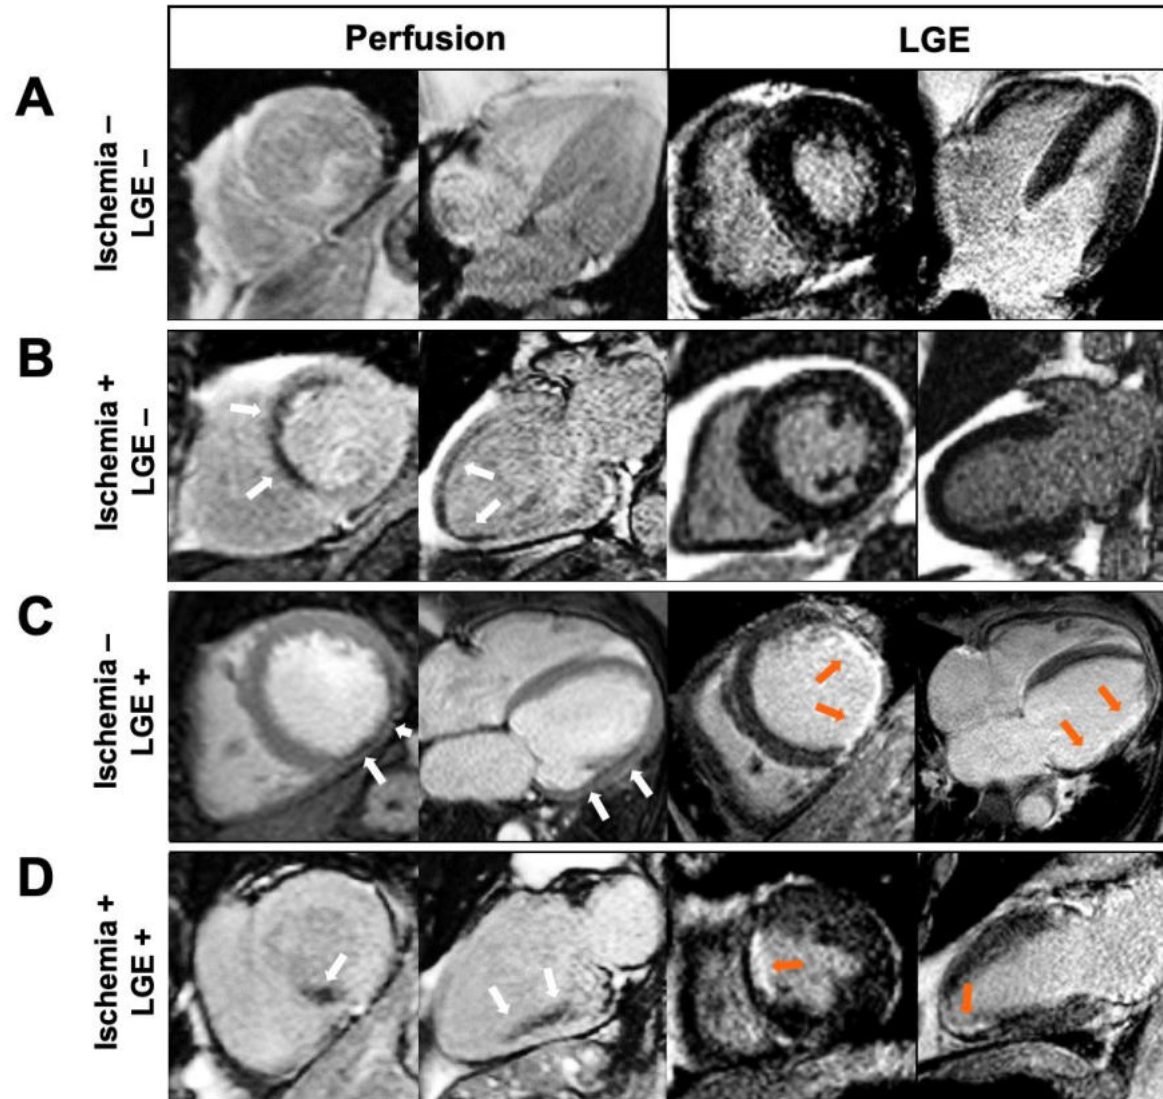 Perfusion
LGE
A
Ischemia –
LGE –
B
Ischemia +
LGE –
C
Ischemia –
LGE +
D
Ischemia +
LGE +